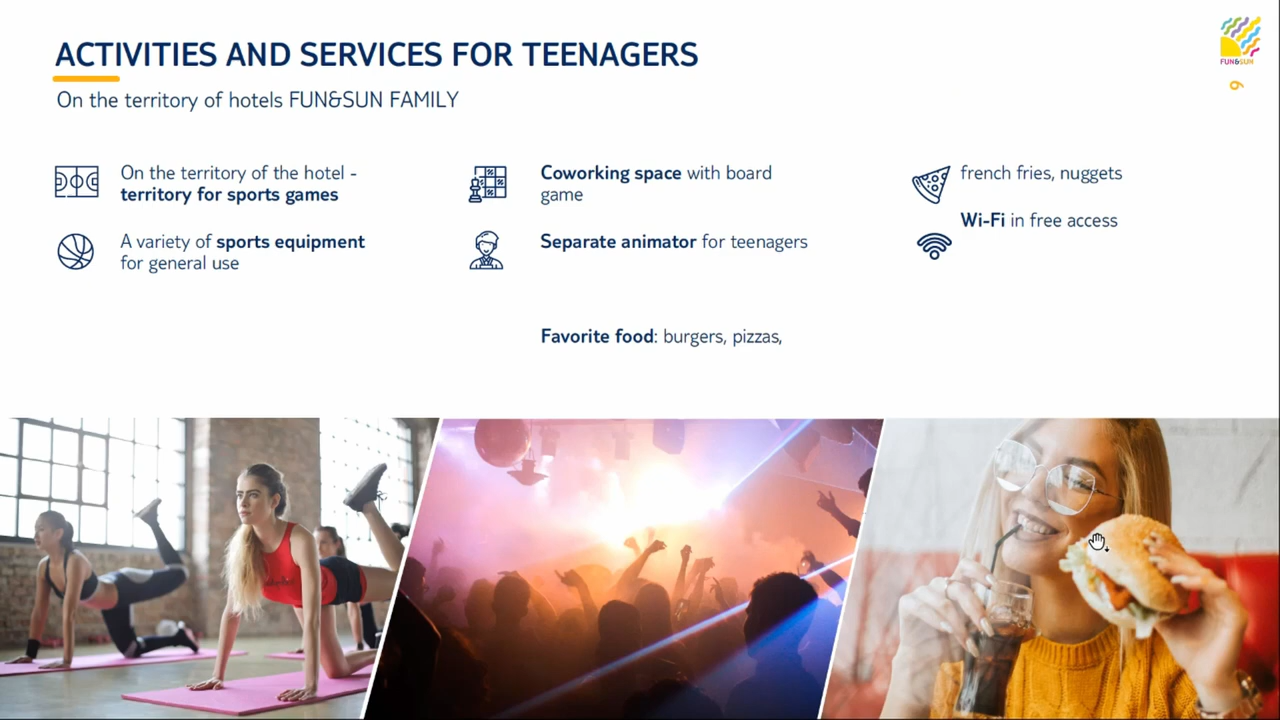 ACTIVITIES AND SERVICES FOR TEENAGERS
On the territory of hotels FUN&SUN FAMILY
FUN&SUN
9
On the territory of the hotel -
territory for sports games
A variety of sports equipment
for general use
Coworking space with board
game
Separate animator for teenagers
Favorite food: burgers, pizzas,
french fries, nuggets
Wi-Fi in free access